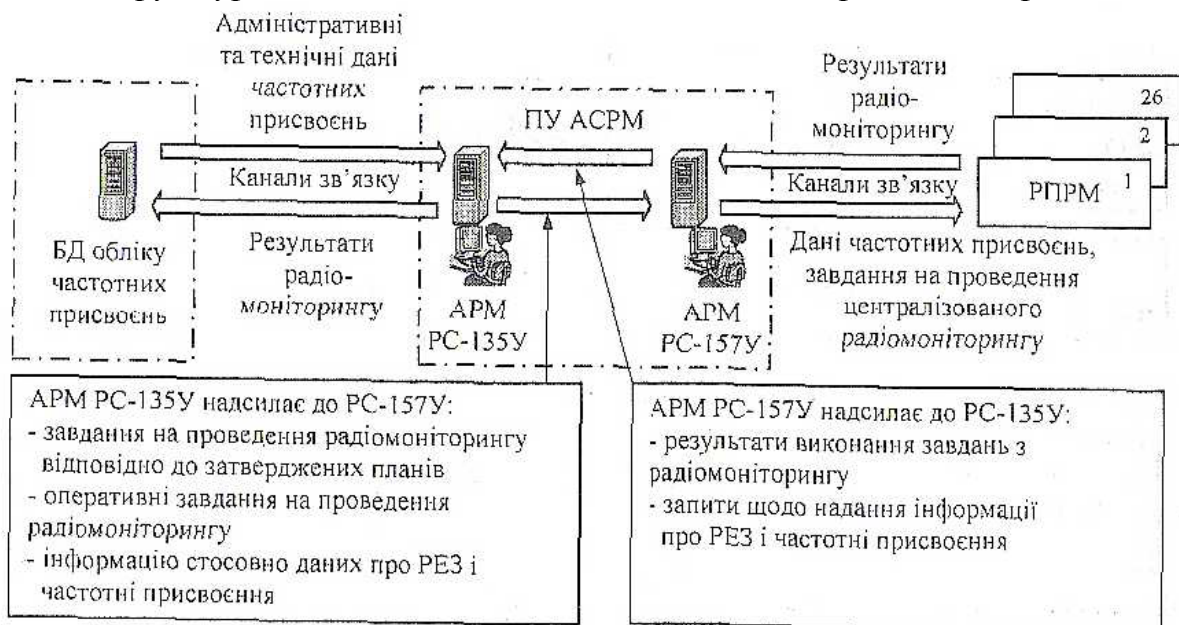 Адміністративні
та технічні дані
частотних
присвоєнь
Канали зв’язку
Результати
радіо-
моніторингу
БД обліку
частотних
присвоєнь
ПУ АСРМ
АРМ
РС-135У
АРМ
РС-157У
Результати
радіо-
моніторингу
Канали зв’язку
26
2
1
РПРМ
Дані частотних присвоєнь,
завдання на проведення
централізованого
радіомоніторингу
АРМ РС-135У надсилає до РС-157У:
- завдання на проведення радіомоніторингу
відповідно до затверджених планів
- оперативні завдання на проведення
радіомоніторингу
- інформацію стосовно даних про РЕЗ і
частотні присвоєння
АРМ РС-157У надсилає до РС-135У:
- результати виконання завдань з
радіомоніторингу
- запити щодо надання інформації
про РЕЗ і частотні присвоєння